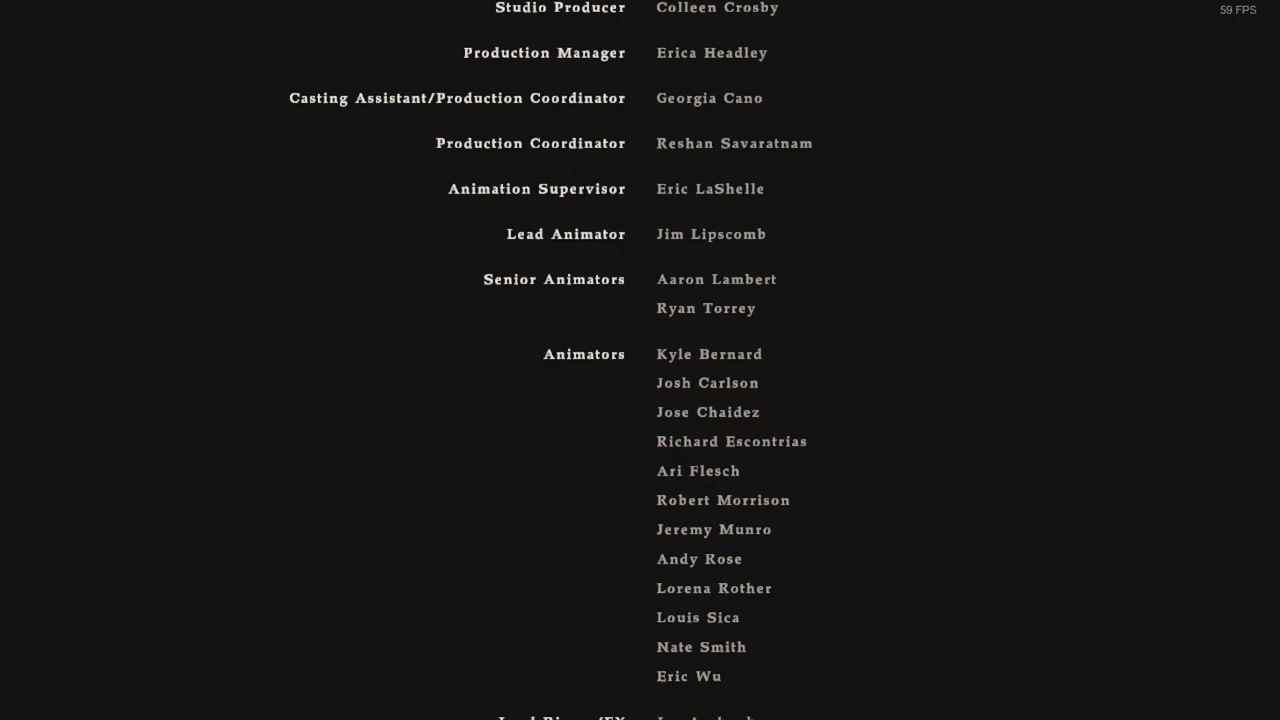 Studio Producer Colleen Crosby
59 FPS
Production Manager Erica Headley
Casting Assistant/Production Coordinator Georgia Cano
Production Coordinator Reshan Savaratnam
Animation Supervisor Eric LaShelle
Lead Animator Jim Lipscomb
Senior Animators Aaron Lambert
Ryan Torrey
Animators Kyle Bernard
Josh Carlson
Jose Chaidez
Richard Escontrias
Ari Flesch
Robert Morrison
Jeremy Munro
Andy Rose
Lorena Rother
Louis Sica
Nate Smith
Eric Wu